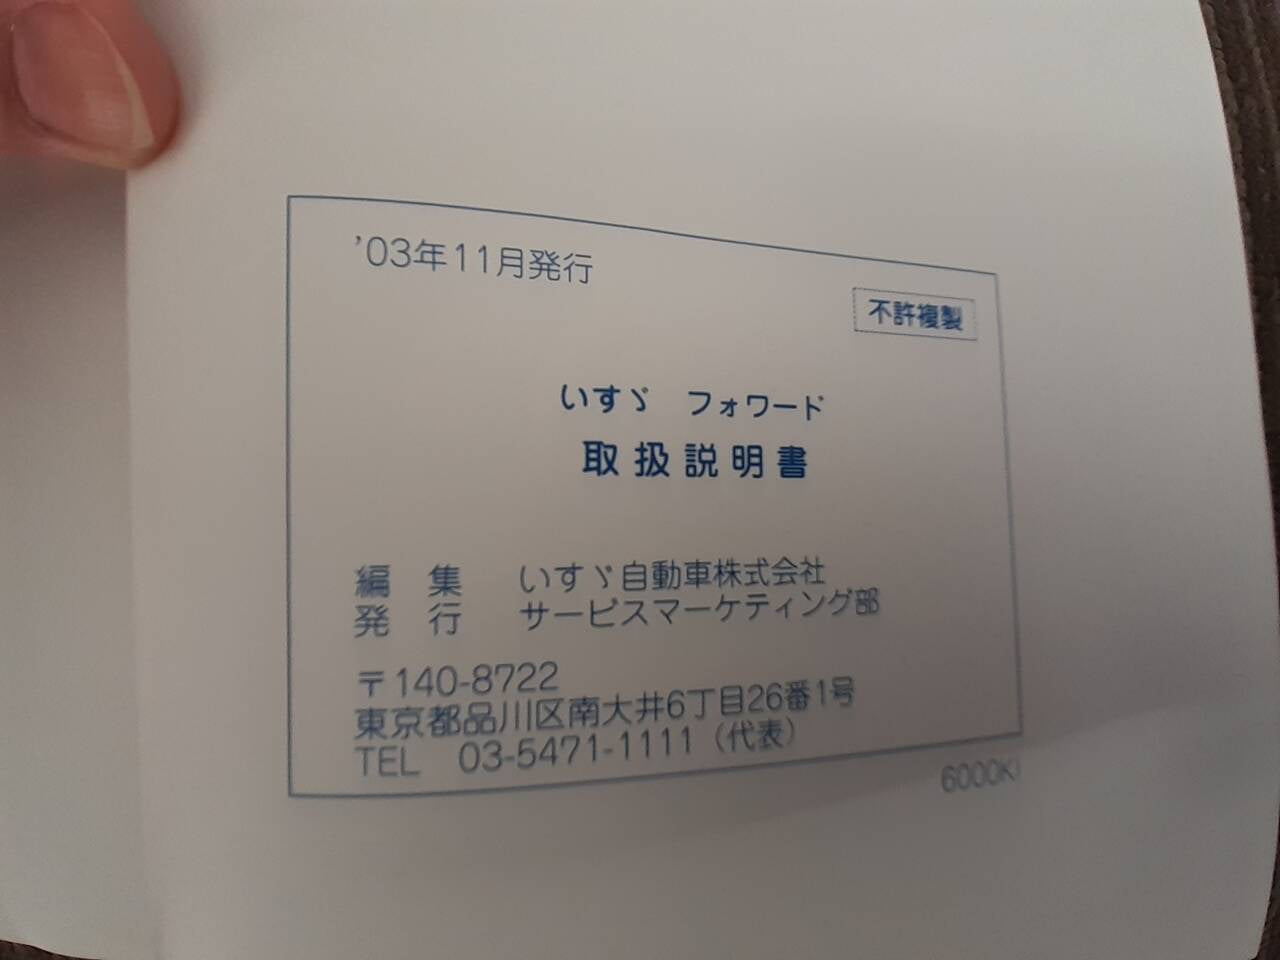 '03年11月発行
不許複製
いすゞ フォワード
取扱説明書
編 集 いすゞ自動車株式会社
発 行 サービスマーケティング部
〒140-8722
東京都品川区南大井6丁目26番1号
TEL 03-5471-1111（代表）